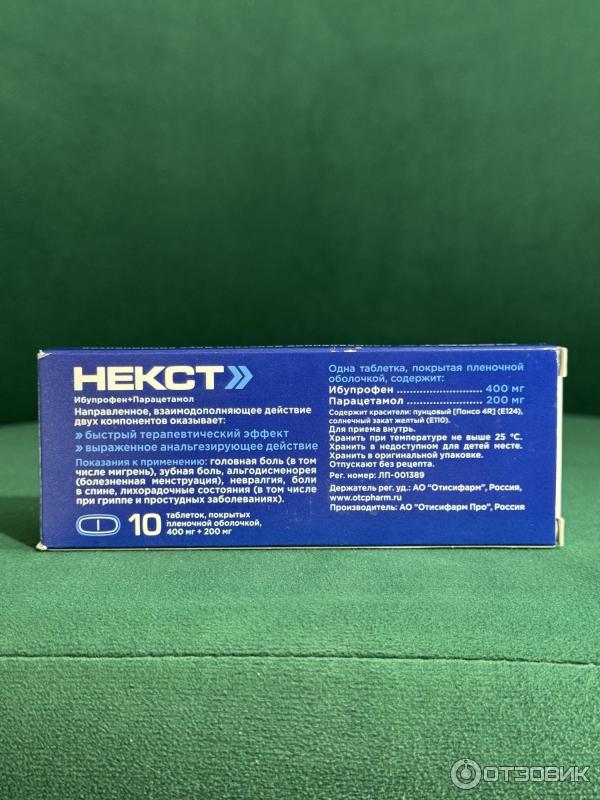 НЕКСТ
Ибупрофен+Парацетамол
Направленное, взаимодополняющее действие
двух компонентов оказывает:
» быстрый терапевтический эффект
» выраженное анальгезирующее действие
Показания к применению: головная боль (в том
числе мигрень), зубная боль, альгодисменорея
(болезненная менструация), невралгия, боли
в спине, лихорадочные состояния (в том числе
при гриппе и простудных заболеваниях).
10 таблеток, покрытых
пленочной оболочкой,
400 мг + 200 мг
Одна таблетка, покрытая пленочной
оболочкой, содержит:
Ибупрофен ........................ 400 мг
Парацетамол ..................... 200 мг
Содержит красители: пунцовый [Понсо 4R] (E124),
солнечный закат желтый (E110).
Для приема внутрь.
Хранить при температуре не выше 25 °C.
Хранить в недоступном для детей месте.
Хранить в оригинальной упаковке.
Отпускают без рецепта.
Рег. номер: ЛП-001389
Держатель рег. уд.: АО "Отисифарм", Россия,
www.otcpharm.ru
Производитель: АО "Отисифарм Про", Россия
ОТЗОВИК